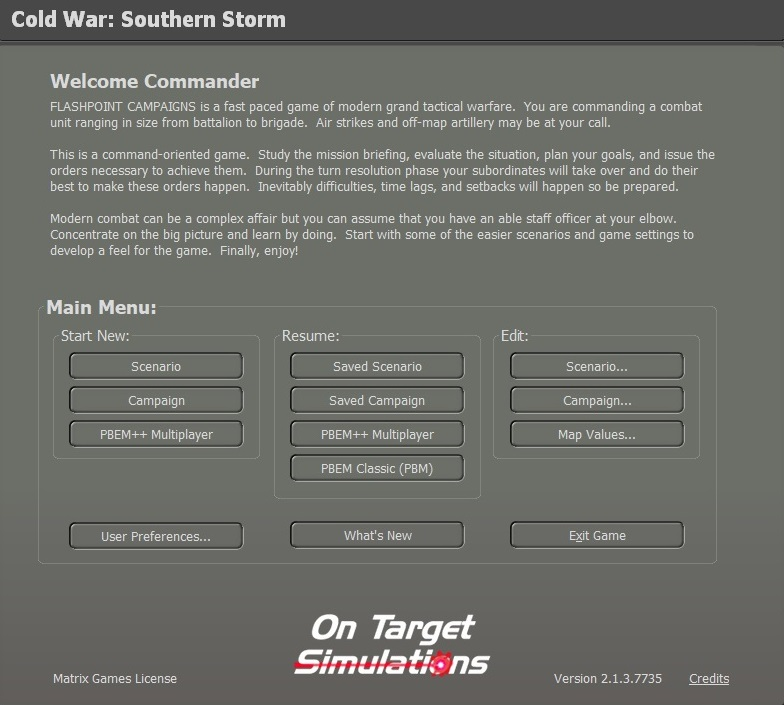 Cold War: Southern Storm
Welcome Commander
FLASHPOINT CAMPAIGNS is a fast paced game of modern grand tactical warfare.  You are commanding a combat
unit ranging in size from battalion to brigade.  Air strikes and off-map artillery may be at your call.
This is a command-oriented game.  Study the mission briefing, evaluate the situation, plan your goals, and issue the
orders necessary to achieve them.  During the turn resolution phase your subordinates will take over and do their
best to make these orders happen.  Inevitably difficulties, time lags, and setbacks will happen so be prepared.
Modern combat can be a complex affair but you can assume that you have an able staff officer at your elbow.
Concentrate on the big picture and learn by doing.  Start with some of the easier scenarios and game settings to
develop a feel for the game.  Finally, enjoy!
Main Menu:
Start New:
Scenario
Campaign
PBEM++ Multiplayer
Resume:
Saved Scenario
Saved Campaign
PBEM++ Multiplayer
PBEM Classic (PBM)
Edit:
Scenario...
Campaign...
Map Values...
User Preferences...
What's New
Exit Game
On Target
Simulations
Matrix Games License
Version 2.1.3.7735
Credits